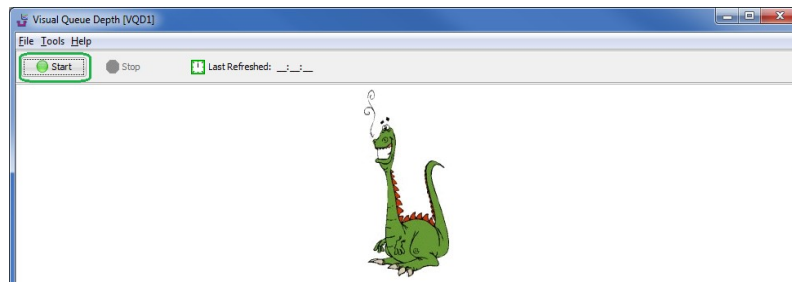 Visual Queue Depth [VQD1]
File Tools Help
Start Stop Last Refreshed: __:__:__